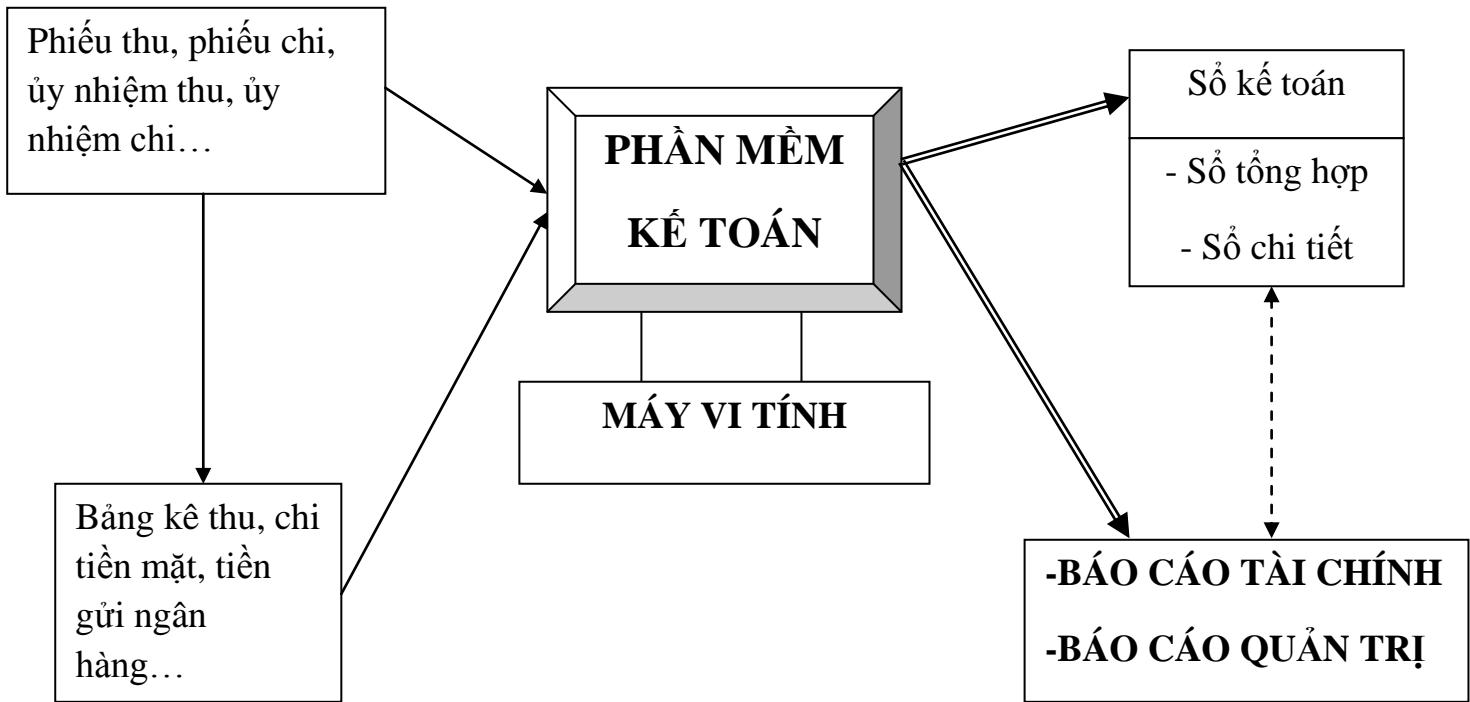 Phiếu thu, phiếu chi,
ủy nhiệm thu, ủy
nhiệm chi…
PHẦN MỀM
KẾ TOÁN
MÁY VI TÍNH
Sổ kế toán
- Sổ tổng hợp
- Sổ chi tiết
Bảng kê thu, chi
tiền mặt, tiền
gửi ngân
hàng…
-BÁO CÁO TÀI CHÍNH
-BÁO CÁO QUẢN TRỊ